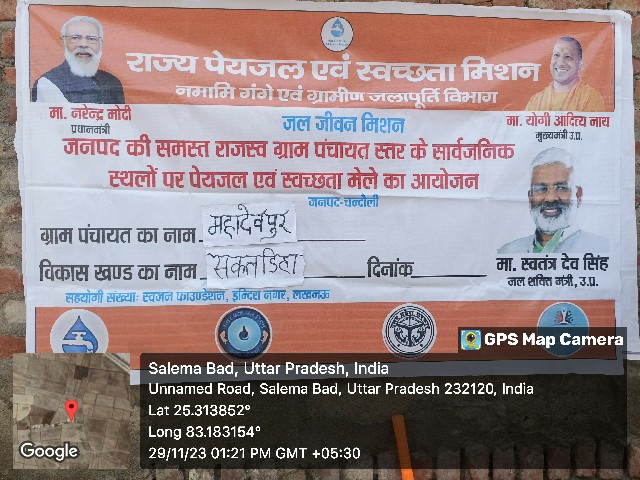 राज्य पेयजल एवं स्वच्छता मिशन
नमामि गंगे एवं ग्रामीण जलापूर्ति विभाग
मा. नरेन्द्र मोदी
प्रधानमंत्री
मा. योगी आदित्य नाथ
मुख्यमंत्री उ.प्र.
जल जीवन मिशन
जनपद की समस्त राजस्व ग्राम पंचायत स्तर के सार्वजनिक
स्थलों पर पेयजल एवं स्वच्छता मेले का आयोजन
जनपद-चन्दोली
ग्राम पंचायत का नाम महादेवपुर
विकास खण्ड का नाम सकलडिहा दिनांक
मा. स्वतंत्र देव सिंह
जल शक्ति मंत्री, उ.प्र.
सहयोगी संख्याः स्वजन फाउण्डेशन, इन्दिरा नगर, लखनऊ
GPS Map Camera
Salema Bad, Uttar Pradesh, India
Unnamed Road, Salema Bad, Uttar Pradesh 232120, India
Lat 25.313852°
Long 83.183154°
29/11/23 01:21 PM GMT +05:30
Google